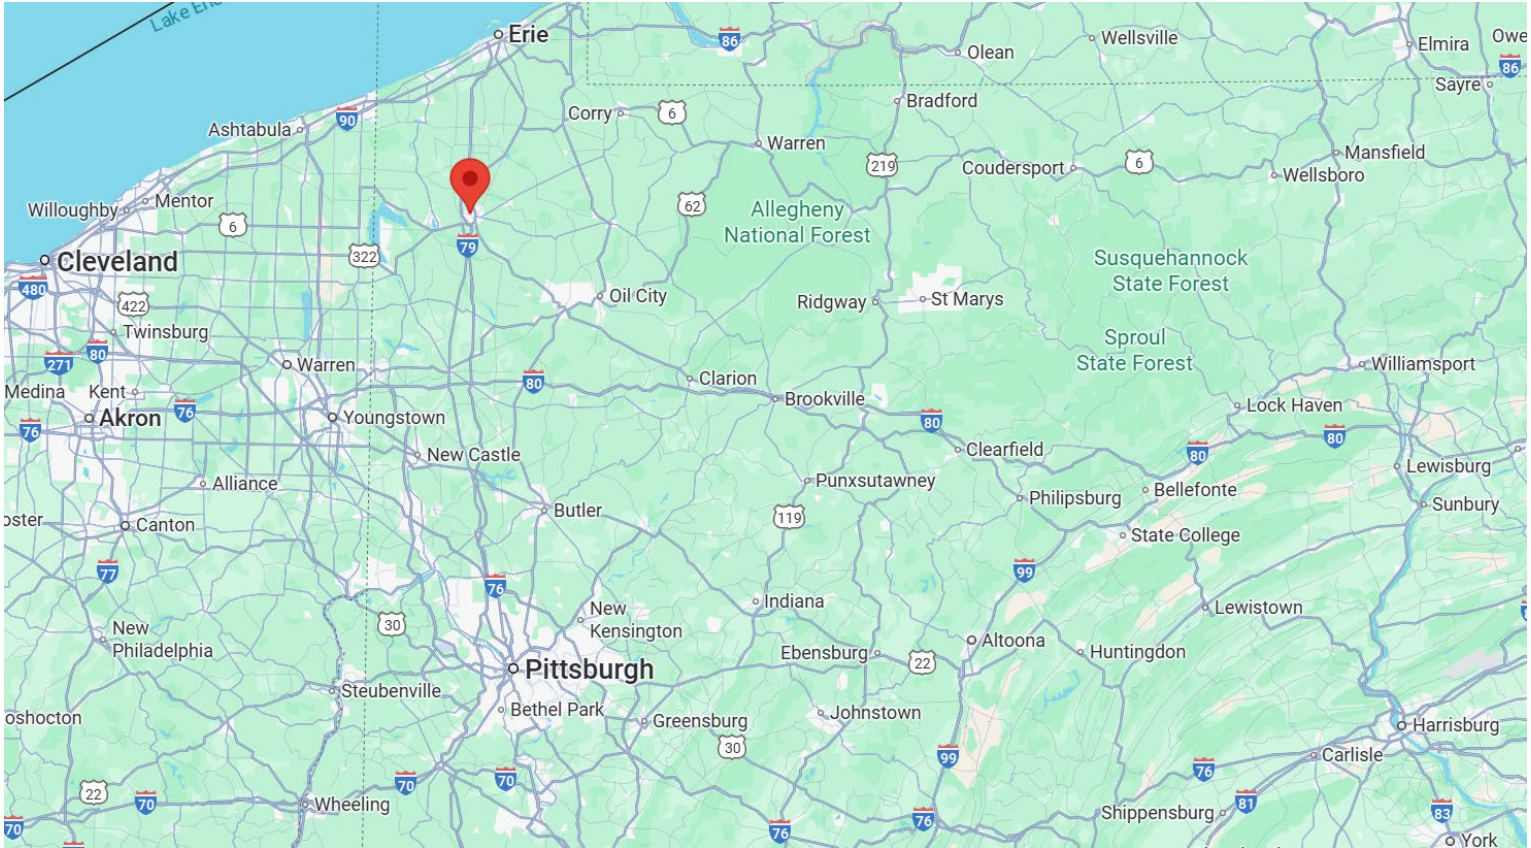 Lake Erie
Erie
86
Olean
Wellsville
Elmira
Owe
86
Sayre
Ashtabula
90
Corry
6
Bradford
Warren
219
Coudersport
6
Mansfield
Wellsboro
Willoughby
Mentor
6
62
Allegheny
National Forest
322
79
Cleveland
480
422
Twinsburg
Oil City
Ridgway
St Marys
Susquehannock
State Forest
Sproul
State Forest
271
80
Warren
Medina
Kent
76
Akron
76
Youngstown
80
Clarion
Brookville
80
Williamsport
Lock Haven
80
80
New Castle
Clearfield
Lewisburg
Alliance
Punxsutawney
Philipsburg
Bellefonte
Sunbury
oster
Canton
Butler
119
State College
77
76
99
30
New
Kensington
Indiana
Lewistown
New
Philadelphia
Pittsburgh
Ebensburg
22
Altoona
Huntingdon
Steubenville
Bethel Park
Greensburg
Johnstown
oshocton
30
Harrisburg
Carlisle
99
76
70
70
22
70
Wheeling
70
76
76
Shippensburg
81
83
York